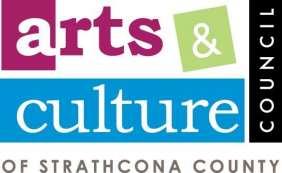 arts &
culture
COUNCIL
OF STRATHCONA COUNTY